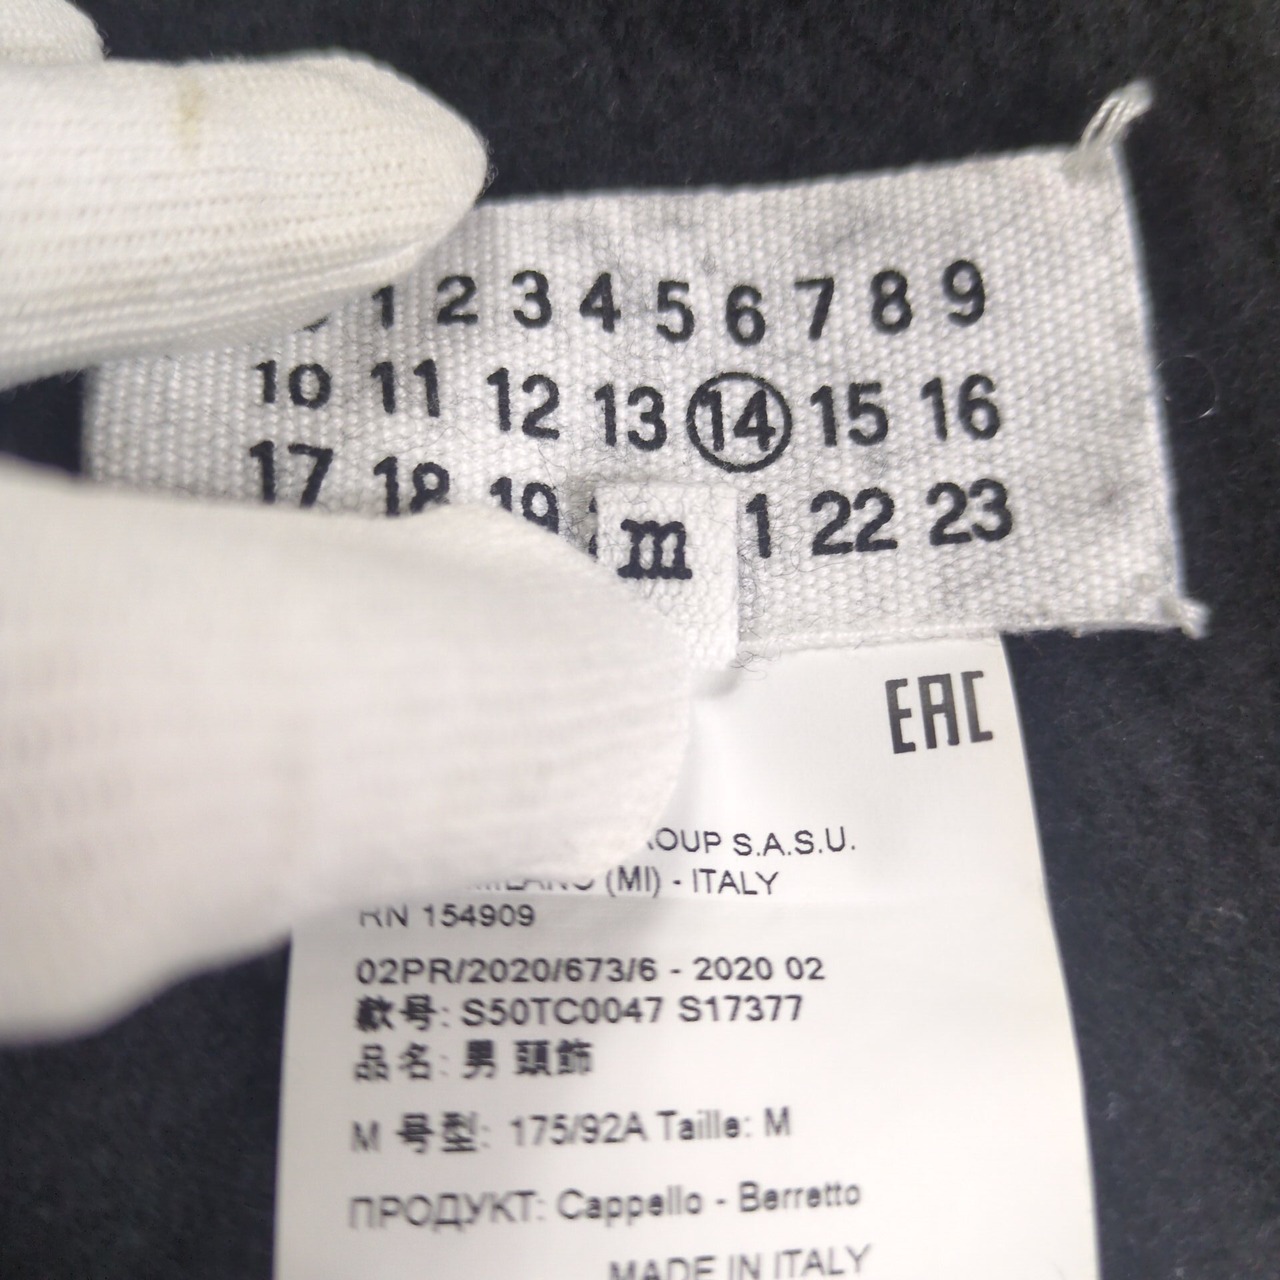 1 2 3 4 5 6 7 8 9
10 11 12 13 14 15 16
17 18 19 1 22 23
m
EAC
S.A.S.U.
(MI) - ITALY
RN 154909
02PR/2020/673/6 - 2020 02
款号: S50TC0047 S17377
品名: 男 頭飾
M 号型: 175/92A Taille: M
ПРОДУКТ: Cappello - Berretto
MADE IN ITALY